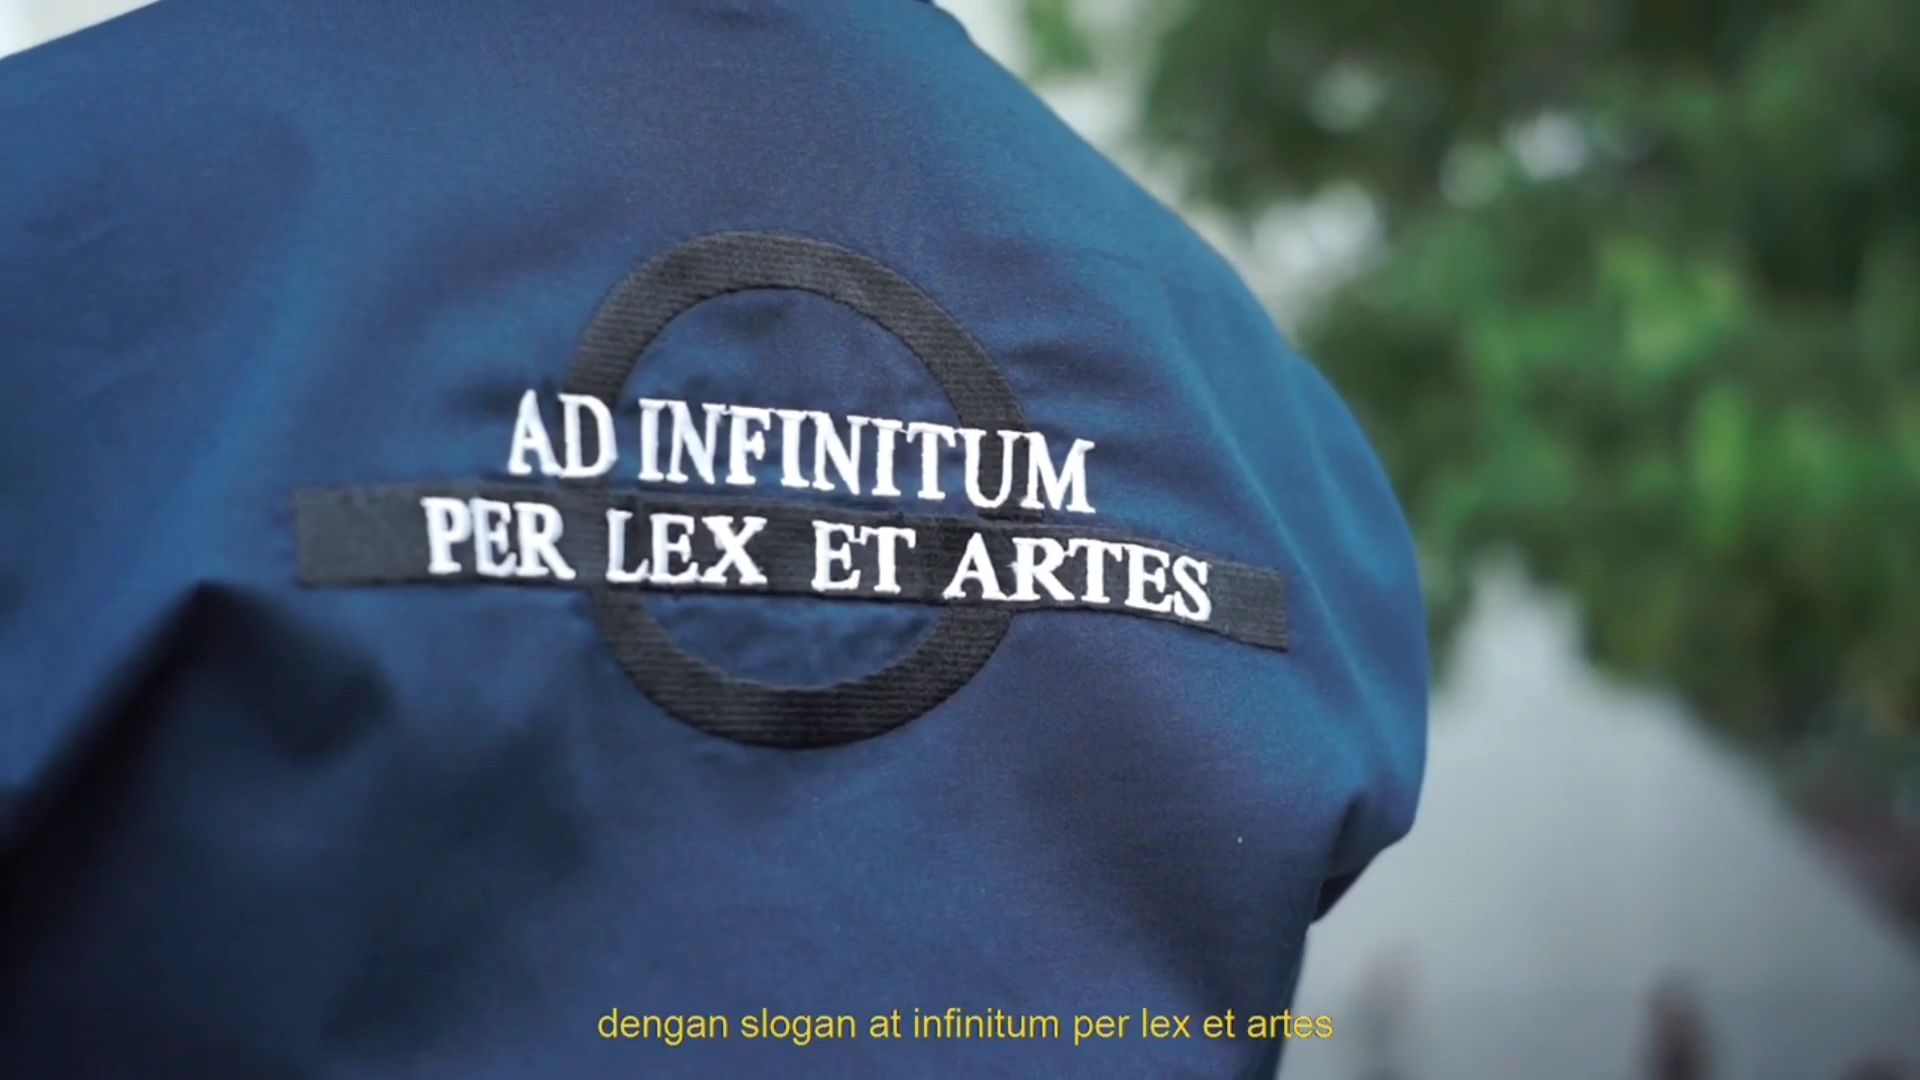 AD INFINITUM
PER LEX ET ARTES
dengan slogan at infinitum per lex et artes